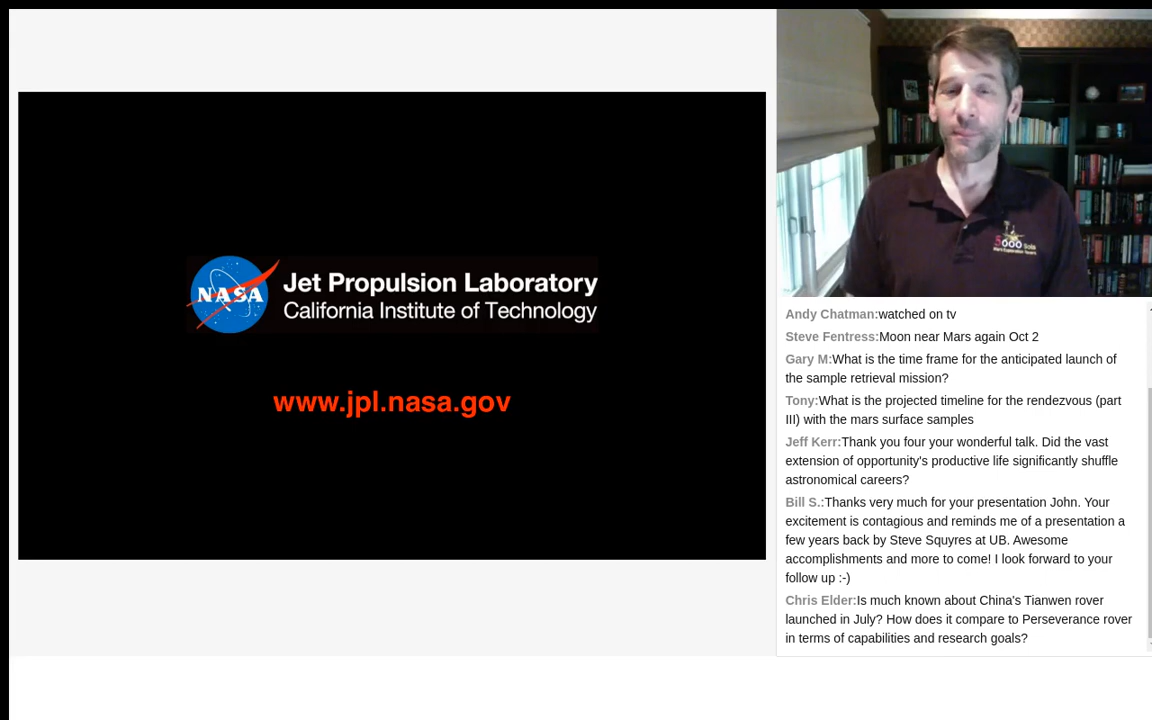 NASA
Jet Propulsion Laboratory
California Institute of Technology
www.jpl.nasa.gov
5000 Sols
Mars Exploration Rovers
Andy Chatman:watched on tv
Steve Fentress:Moon near Mars again Oct 2
Gary M:What is the time frame for the anticipated launch of
the sample retrieval mission?
Tony:What is the projected timeline for the rendezvous (part
III) with the mars surface samples
Jeff Kerr:Thank you four your wonderful talk. Did the vast
extension of opportunity's productive life significantly shuffle
astronomical careers?
Bill S.:Thanks very much for your presentation John. Your
excitement is contagious and reminds me of a presentation a
few years back by Steve Squyres at UB. Awesome
accomplishments and more to come! I look forward to your
follow up :-)
Chris Elder:Is much known about China's Tianwen rover
launched in July? How does it compare to Perseverance rover
in terms of capabilities and research goals?